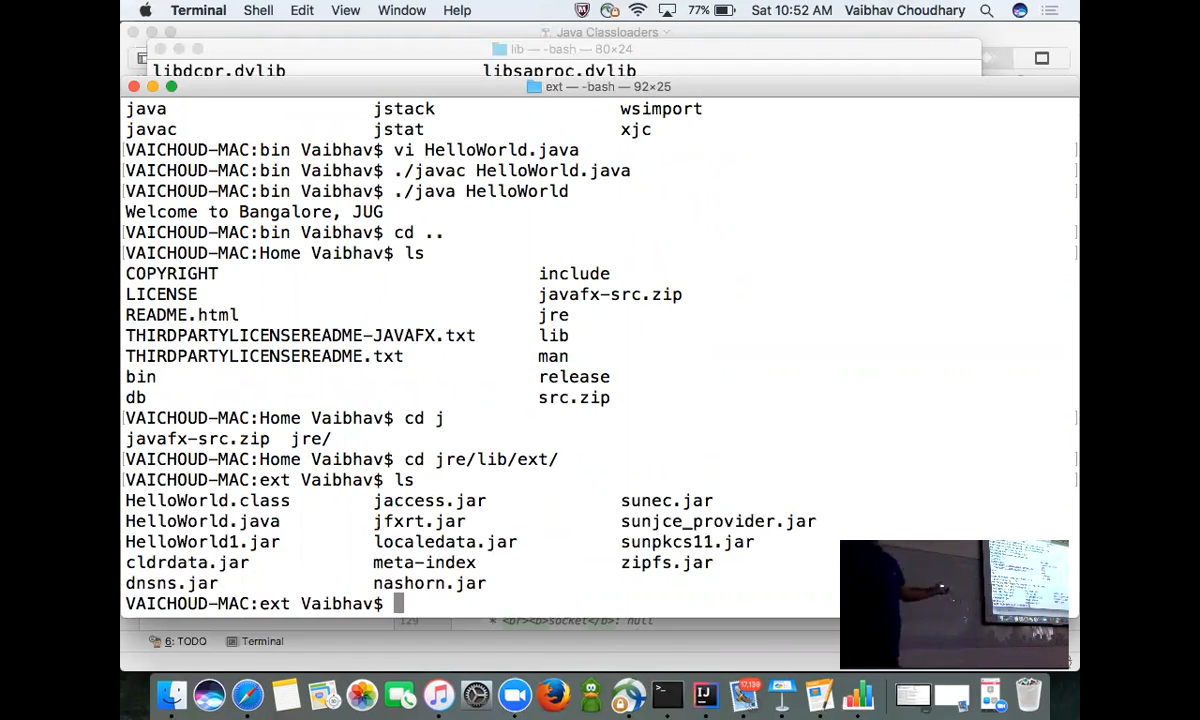 Terminal Shell Edit View Window Help 77% Sat 10:52 AM Vaibhav Choudhary
Java Classloaders
lib — -bash — 80×24
libdcpr.dylib libsaproc.dylib
ext — -bash — 92×25
java jstack wsimport
javac jstat xjc
VAICHOUD-MAC:bin Vaibhav$ vi HelloWorld.java
VAICHOUD-MAC:bin Vaibhav$ ./javac HelloWorld.java
VAICHOUD-MAC:bin Vaibhav$ ./java HelloWorld
Welcome to Bangalore, JUG
VAICHOUD-MAC:bin Vaibhav$ cd ..
VAICHOUD-MAC:Home Vaibhav$ ls
COPYRIGHT include
LICENSE javafx-src.zip
README.html jre
THIRDPARTYLICENSEREADME-JAVAFX.txt lib
THIRDPARTYLICENSEREADME.txt man
bin release
db src.zip
VAICHOUD-MAC:Home Vaibhav$ cd j
javafx-src.zip jre/
VAICHOUD-MAC:Home Vaibhav$ cd jre/lib/ext/
VAICHOUD-MAC:ext Vaibhav$ ls
HelloWorld.class jaccess.jar sunec.jar
HelloWorld.java jfxrt.jar sunjce_provider.jar
HelloWorld1.jar localedata.jar sunpkcs11.jar
cldrdata.jar meta-index zipfs.jar
dnsns.jar nashorn.jar
VAICHOUD-MAC:ext Vaibhav$
129 * <br><b>socket</b>: null
6: TODO Terminal